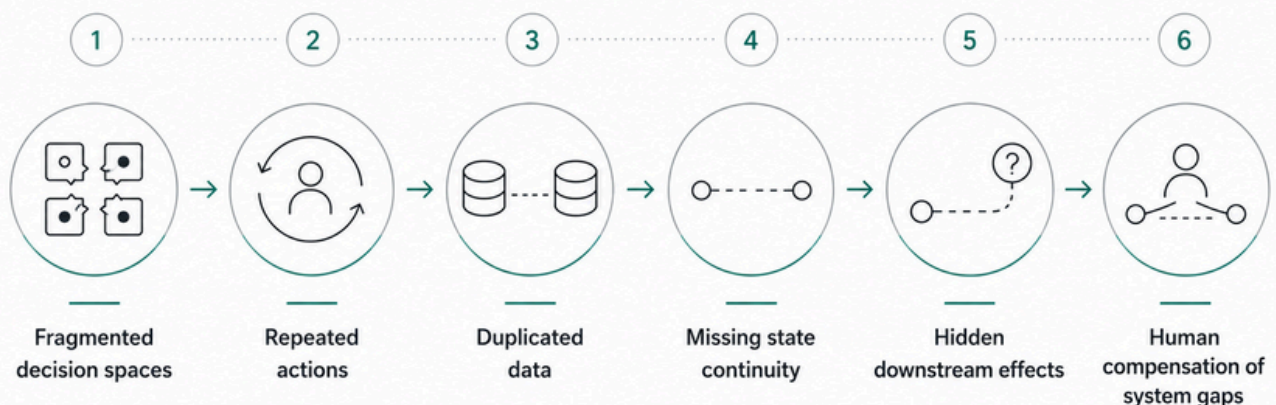 1
2
3
4
5
6
?
Fragmented
decision spaces
Repeated
actions
Duplicated
data
Missing state
continuity
Hidden
downstream effects
Human
compensation of
system gaps